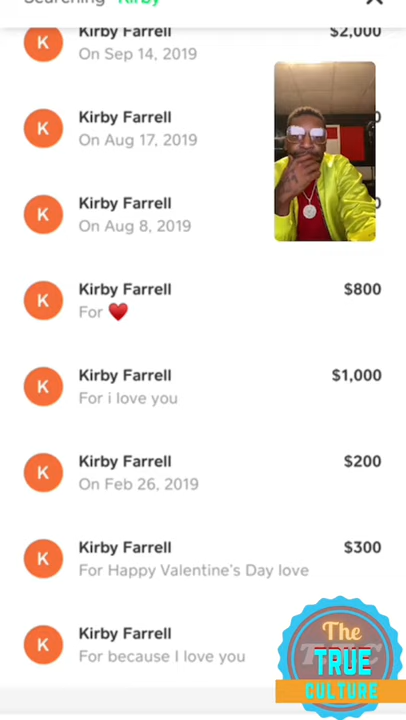 Searching Kirby
Kirby Farrell
$2,000
On Sep 14, 2019
Kirby Farrell
On Aug 17, 2019
Kirby Farrell
On Aug 8, 2019
Kirby Farrell
$800
For ❤️
Kirby Farrell
$1,000
For i love you
Kirby Farrell
$200
On Feb 26, 2019
Kirby Farrell
$300
For Happy Valentine's Day love
Kirby Farrell
For because I love you
K
K
K
K
K
K
K
K
The
TRUE
CULTURE